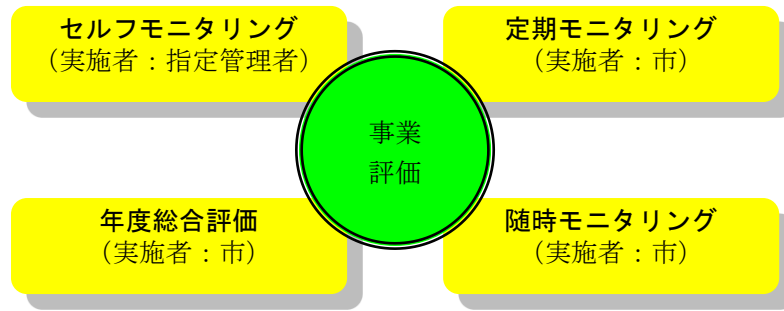 セルフモニタリング
（実施者：指定管理者）
定期モニタリング
（実施者：市）
事業
評価
年度総合評価
（実施者：市）
随時モニタリング
（実施者：市）